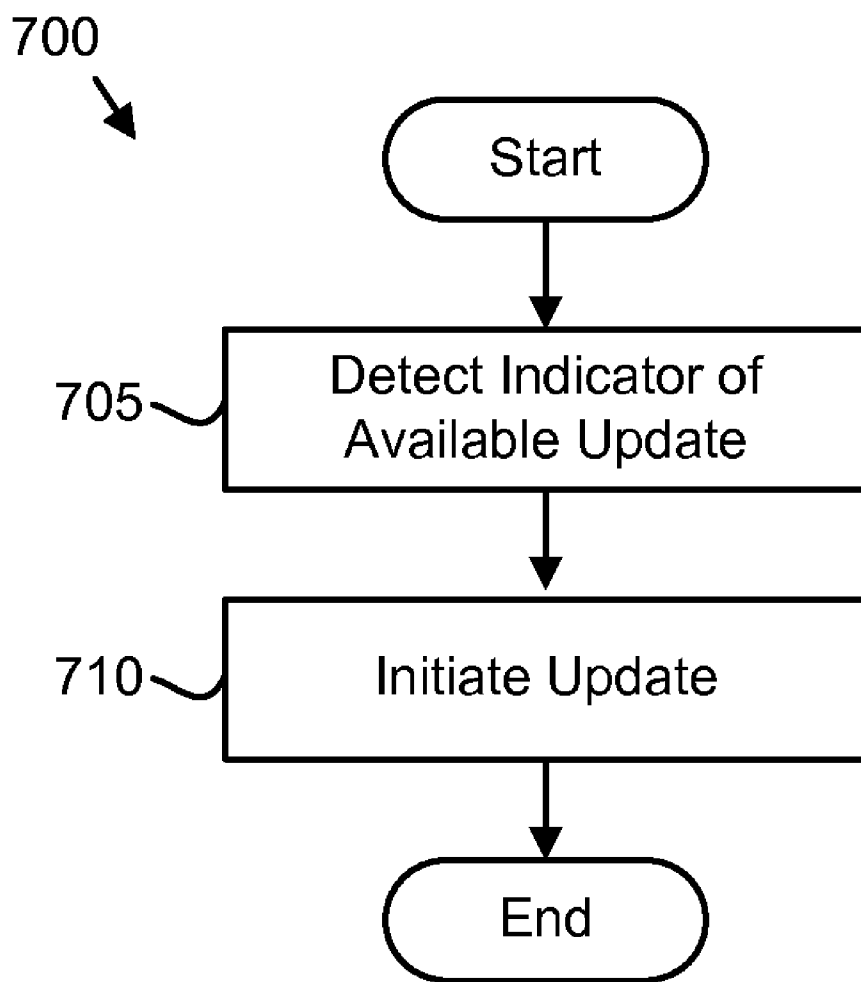 700
Start
705
Detect Indicator of
Available Update
710
Initiate Update
End